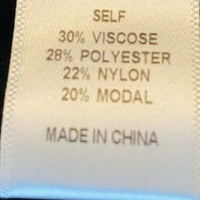 SELF
30% VISCOSE
28% POLYESTER
22% NYLON
20% MODAL
MADE IN CHINA